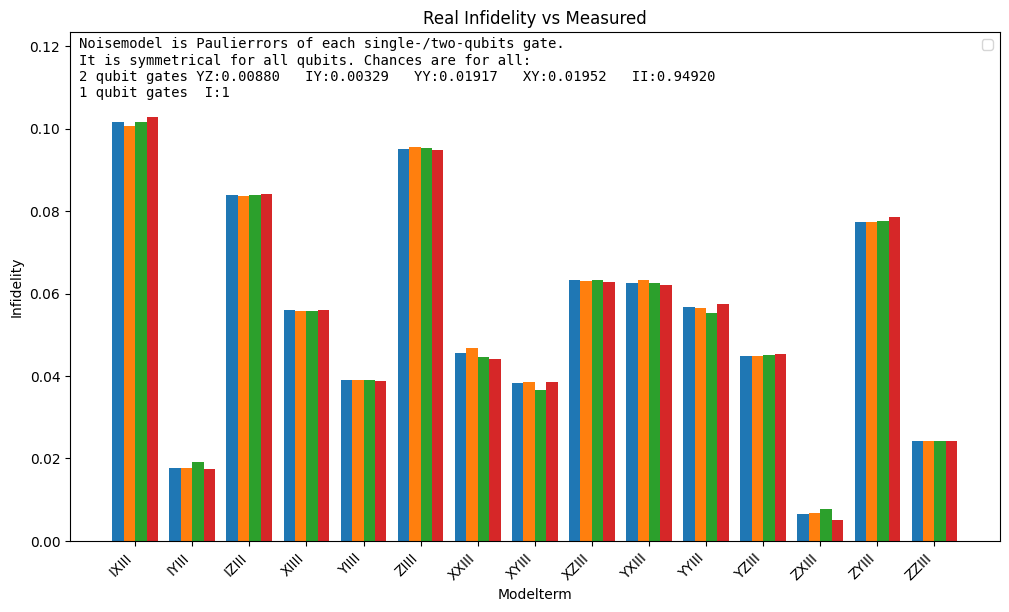 Real Infidelity vs Measured
Noisemodel is Paulierrors of each single-/two-qubits gate.
It is symmetrical for all qubits. Chances are for all:
2 qubit gates YZ:0.00880   IY:0.00329   YY:0.01917   XY:0.01952   II:0.94920
1 qubit gates  I:1
Infidelity
0.12
0.10
0.08
0.06
0.04
0.02
0.00
IXIII IYIII IZIII XIIII YIIII ZIIII XXIII XYIII XZIII YXIII YYIII YZIII ZXIII ZYIII ZZIII
Modelterm